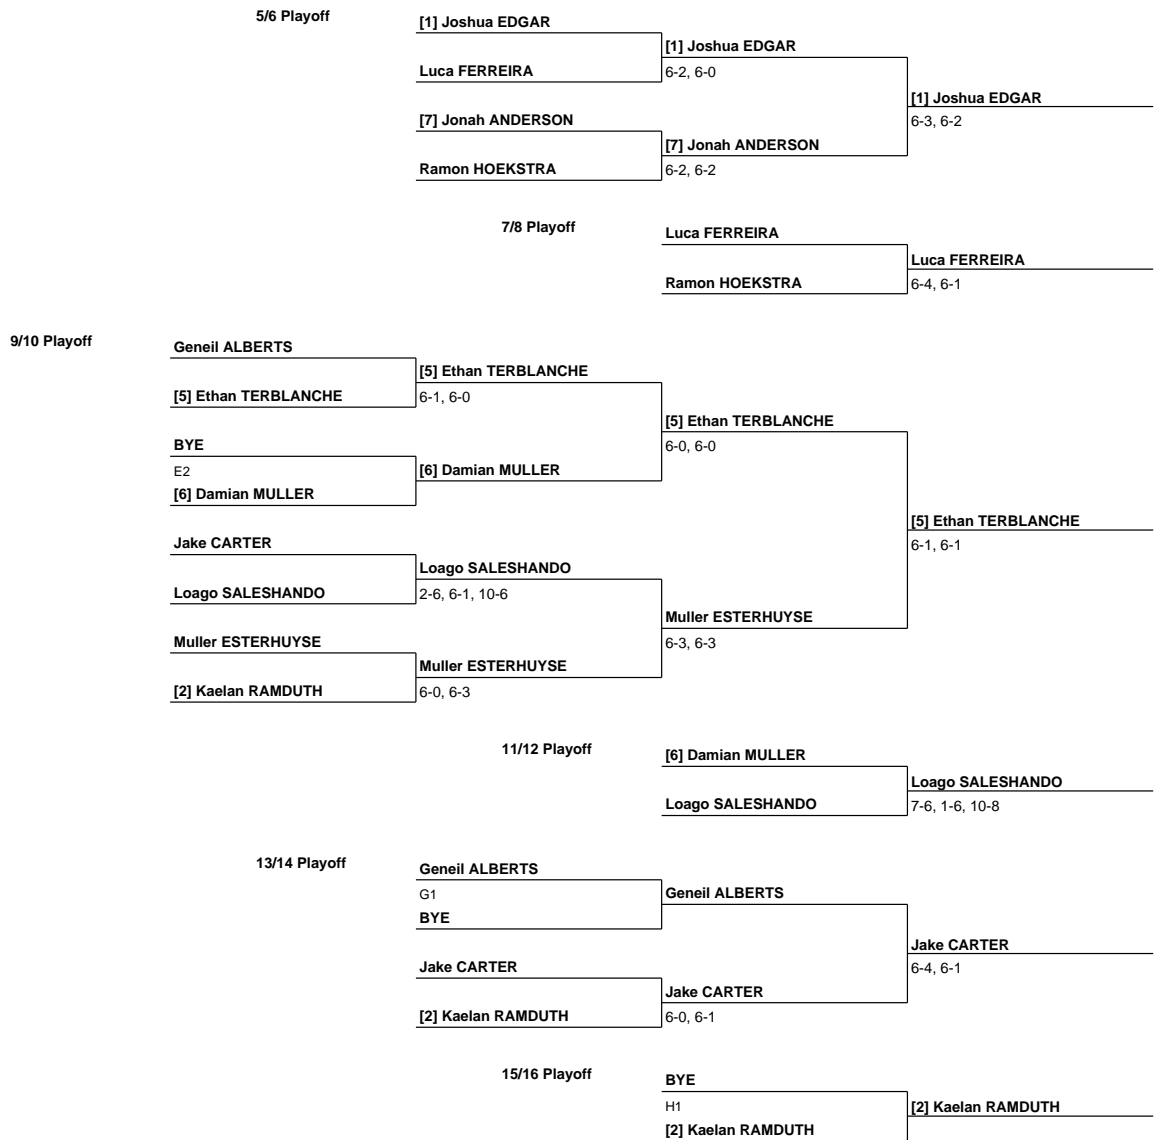 5/6 Playoff
[1] Joshua EDGAR
[1] Joshua EDGAR
Luca FERREIRA
6-2, 6-0
[1] Joshua EDGAR
6-3, 6-2
[7] Jonah ANDERSON
[7] Jonah ANDERSON
Ramon HOEKSTRA
6-2, 6-2
7/8 Playoff
Luca FERREIRA
Luca FERREIRA
Ramon HOEKSTRA
6-4, 6-1
9/10 Playoff
Geneil ALBERTS
[5] Ethan TERBLANCHE
[5] Ethan TERBLANCHE
6-1, 6-0
[5] Ethan TERBLANCHE
6-0, 6-0
BYE
E2
[6] Damian MULLER
[6] Damian MULLER
[5] Ethan TERBLANCHE
6-1, 6-1
Jake CARTER
Loago SALESHANDO
Loago SALESHANDO
2-6, 6-1, 10-6
Muller ESTERHUYSE
6-3, 6-3
Muller ESTERHUYSE
Muller ESTERHUYSE
[2] Kaelan RAMDUTH
6-0, 6-3
11/12 Playoff
[6] Damian MULLER
Loago SALESHANDO
Loago SALESHANDO
7-6, 1-6, 10-8
13/14 Playoff
Geneil ALBERTS
G1
Geneil ALBERTS
BYE
Jake CARTER
6-4, 6-1
Jake CARTER
Jake CARTER
[2] Kaelan RAMDUTH
6-0, 6-1
15/16 Playoff
BYE
H1
[2] Kaelan RAMDUTH
[2] Kaelan RAMDUTH